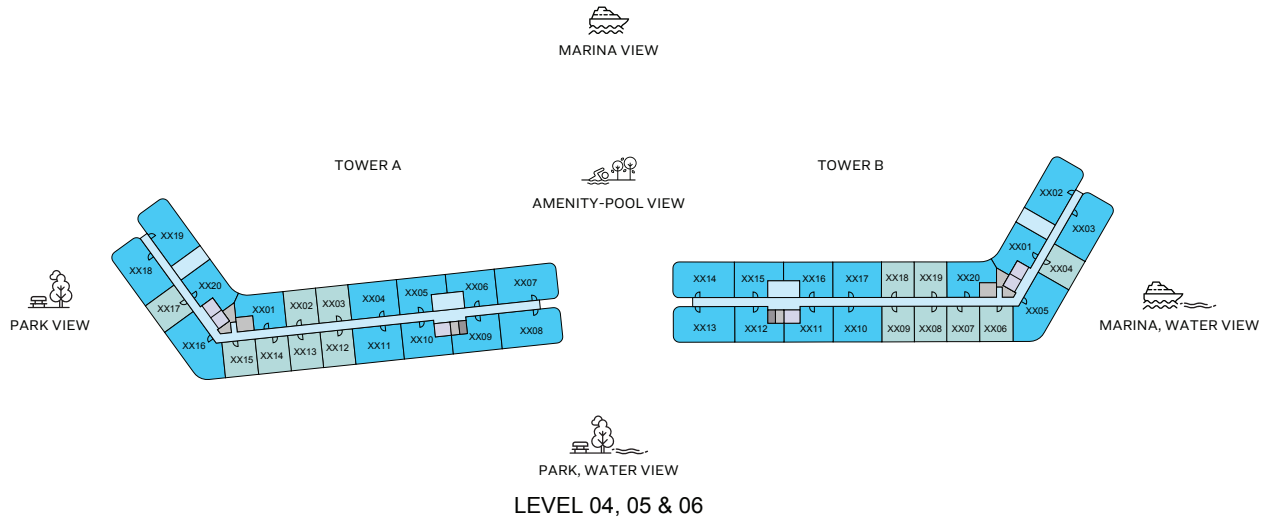 MARINA VIEW
TOWER A
TOWER B
AMENITY-POOL VIEW
XX19
XX18
XX20
XX17
XX16
XX01
XX02
XX03
XX04
XX05
XX06
XX07
XX15
XX14
XX13
XX12
XX11
XX10
XX09
XX08
XX14
XX15
XX16
XX17
XX18
XX19
XX20
XX01
XX02
XX03
XX04
XX05
XX13
XX12
XX11
XX10
XX09
XX08
XX07
XX06
PARK VIEW
MARINA, WATER VIEW
PARK, WATER VIEW
LEVEL 04, 05 & 06